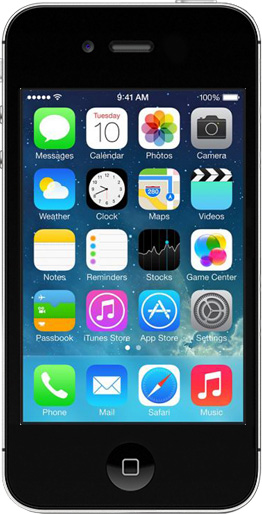 9:41 AM 100%
Tuesday
10
280
Messages Calendar Photos Camera
Weather Clock Maps Videos
Notes Reminders Stocks Game Center
Passbook iTunes Store App Store Settings
Phone Mail Safari Music